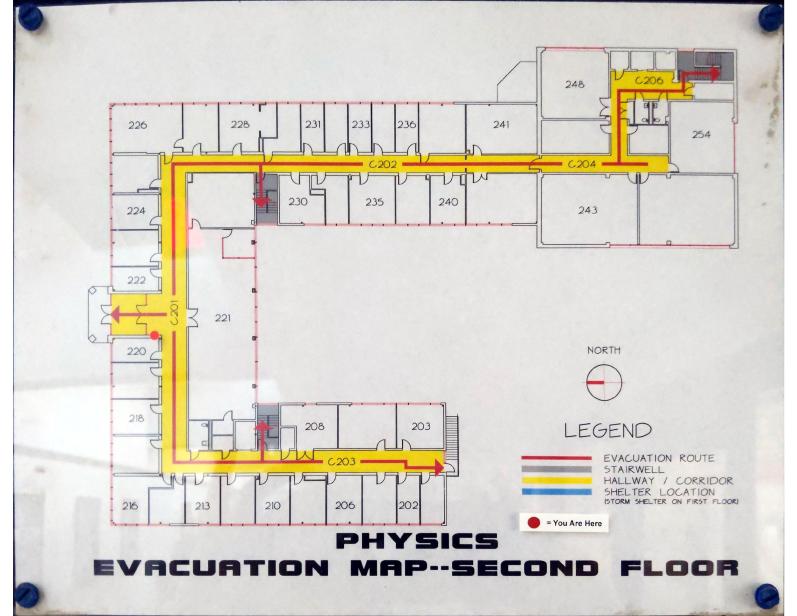 248
C206
226
228
231
233
236
241
254
C202
C204
224
230
235
240
243
222
221
C201
220
NORTH
218
208
203
LEGEND
C203
EVACUATION ROUTE
STAIRWELL
HALLWAY / CORRIDOR
SHELTER LOCATION
(STORM SHELTER ON FIRST FLOOR)
216
213
210
206
202
= You Are Here
PHYSICS
EVACUATION MAP--SECOND FLOOR